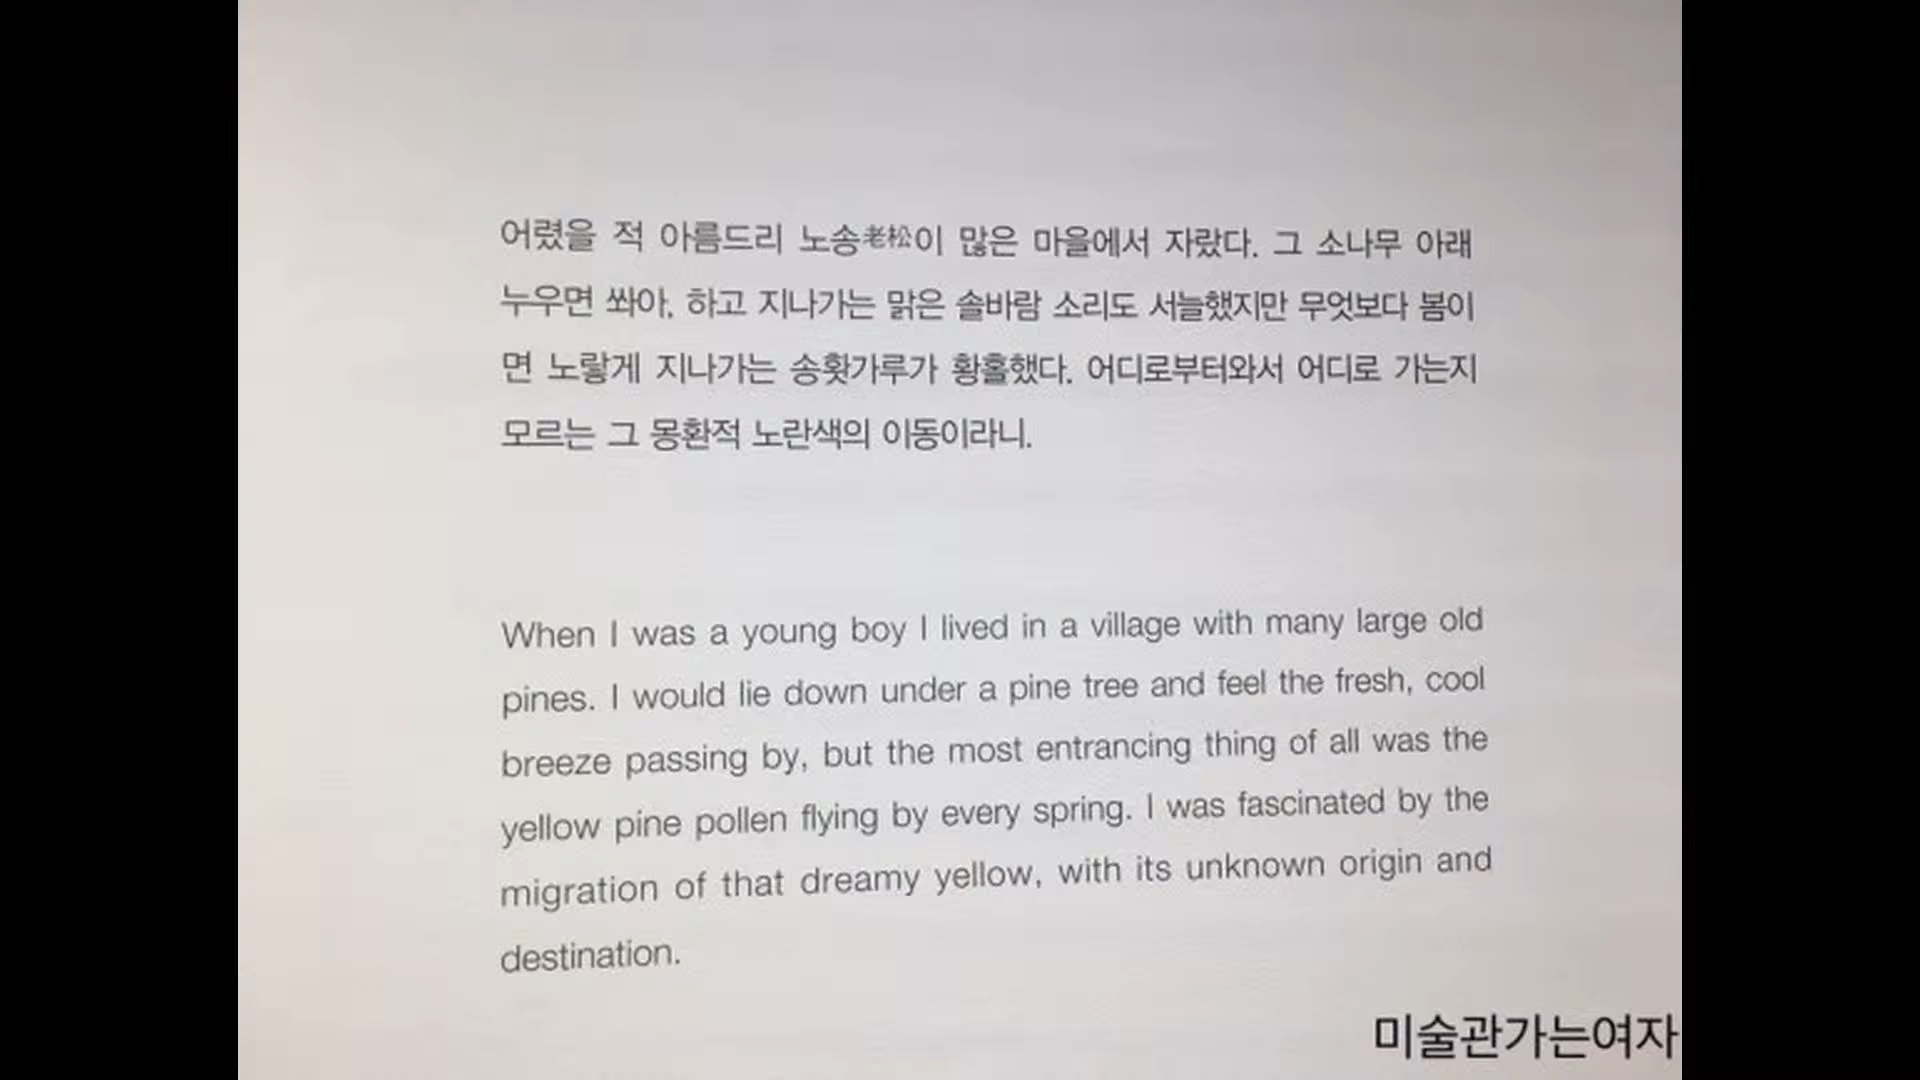 어렸을 적 아름드리 노송老松이 많은 마을에서 자랐다. 그 소나무 아래
누우면 쏴아, 하고 지나가는 맑은 솔바람 소리도 서늘했지만 무엇보다 봄이
면 노랗게 지나가는 송홧가루가 황홀했다. 어디로부터와서 어디로 가는지
모르는 그 몽환적 노란색의 이동이라니.
When I was a young boy I lived in a village with many large old
pines. I would lie down under a pine tree and feel the fresh, cool
breeze passing by, but the most entrancing thing of all was the
yellow pine pollen flying by every spring. I was fascinated by the
migration of that dreamy yellow, with its unknown origin and
destination.
미술관가는여자